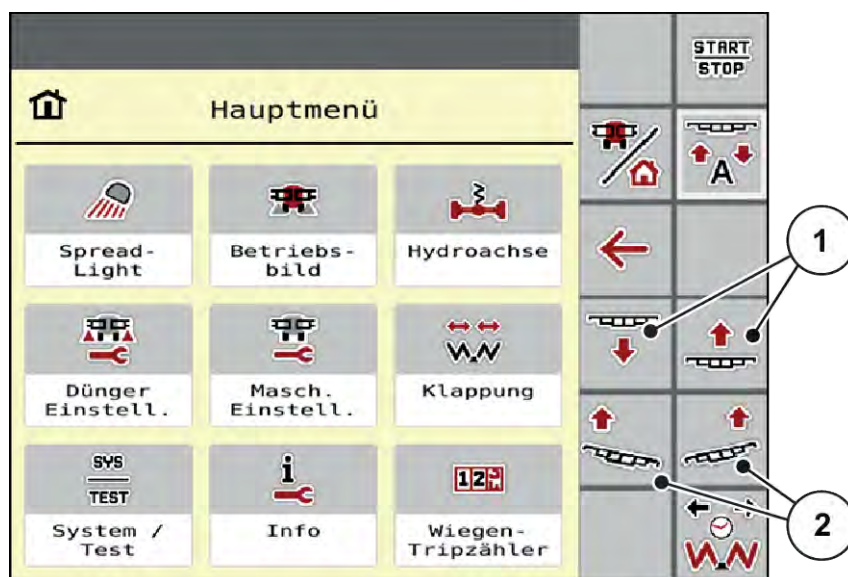 START
STOP
Hauptmenü
A
Spread-
Light
Betriebs-
bild
Hydroachse
1
Dünger
Einstell.
Masch.
Einstell.
Klappung
SYS
TEST
i
123
System /
Test
Info
Wiegen-
Tripzähler
2